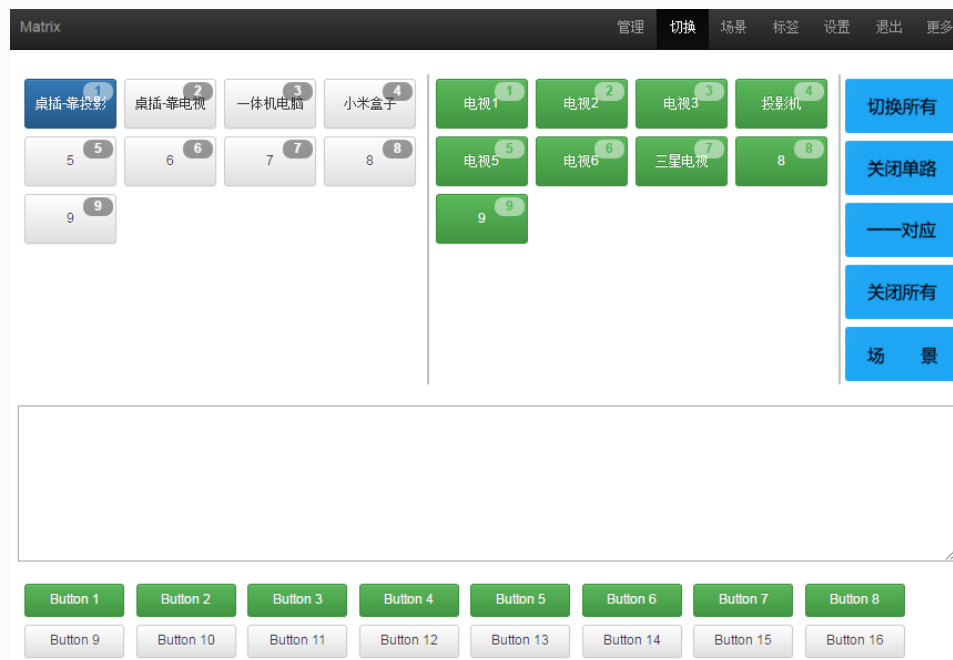 Matrix 管理 切换 场景 标签 设置 退出 更多
桌插-靠投影 1 桌插-靠电视 2 一体机电脑 3 小米盒子 4 电视1 1 电视2 2 电视3 3 投影机 4 切换所有
5 5 6 6 7 7 8 8 电视5 5 电视6 6 三星电视 7 8 8 关闭单路
9 9 9 9 一一对应
关闭所有
场 景
Button 1 Button 2 Button 3 Button 4 Button 5 Button 6 Button 7 Button 8
Button 9 Button 10 Button 11 Button 12 Button 13 Button 14 Button 15 Button 16